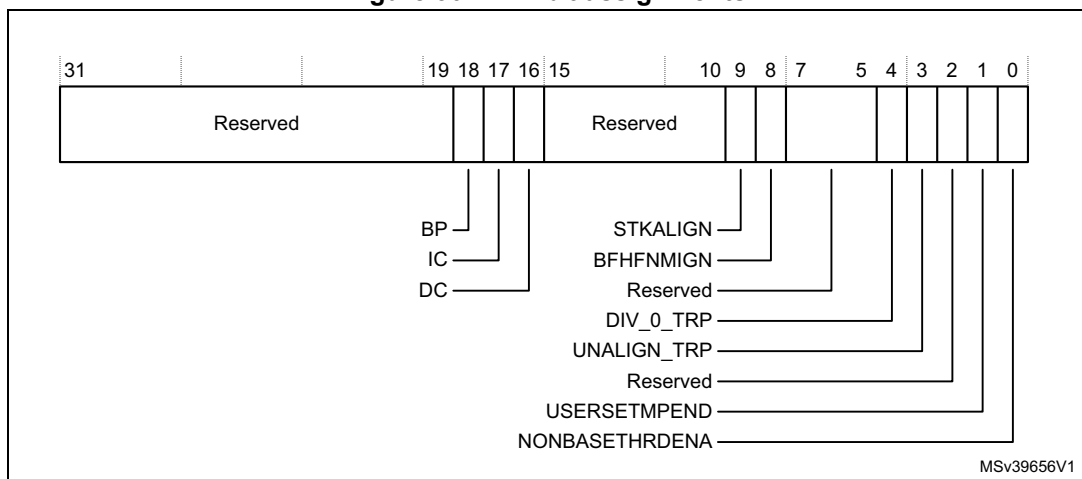 31 19 18 17 16 15 10 9 8 7 5 4 3 2 1 0
Reserved Reserved
BP
IC
DC
STKALIGN
BFHFNMIGN
Reserved
DIV_0_TRP
UNALIGN_TRP
Reserved
USERSETMPEND
NONBASETHRDENA
MSv39656V1